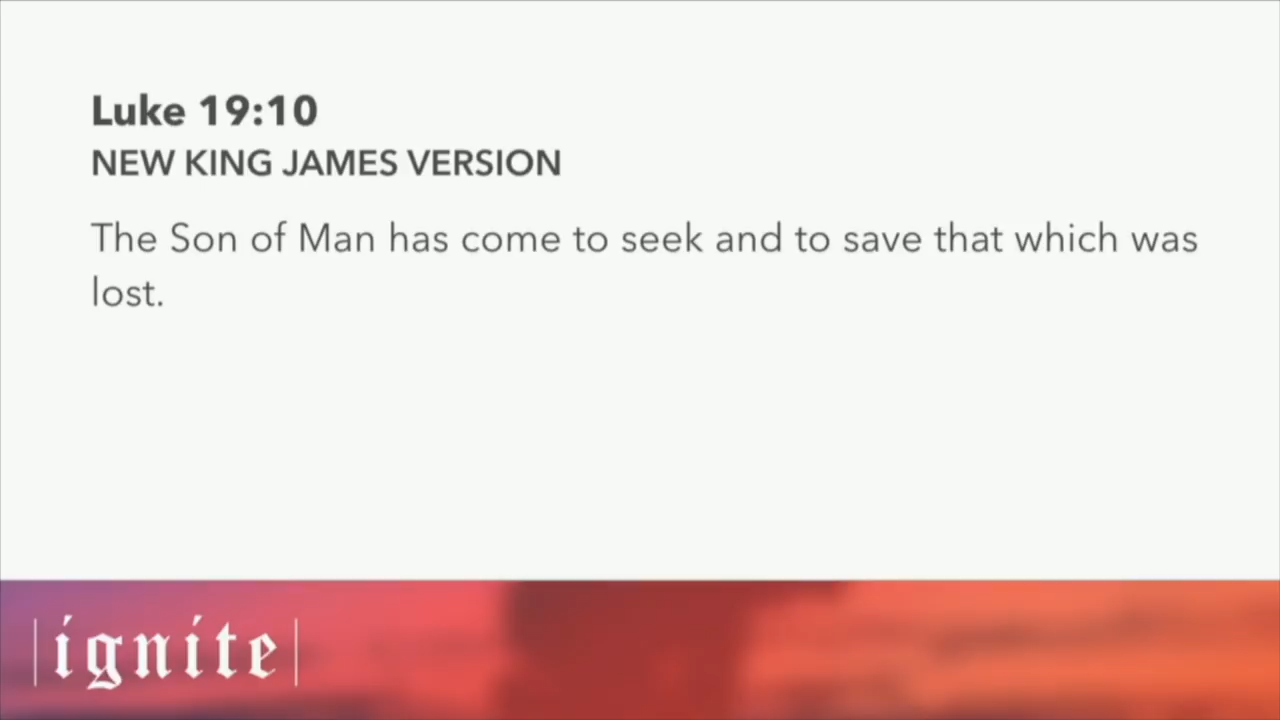 Luke 19:10
NEW KING JAMES VERSION
The Son of Man has come to seek and to save that which was
lost.
ignite